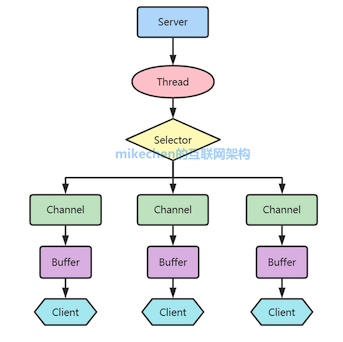 Server
Thread
Selector
mikechen的互联网架构
Channel Channel Channel
Buffer Buffer Buffer
Client Client Client